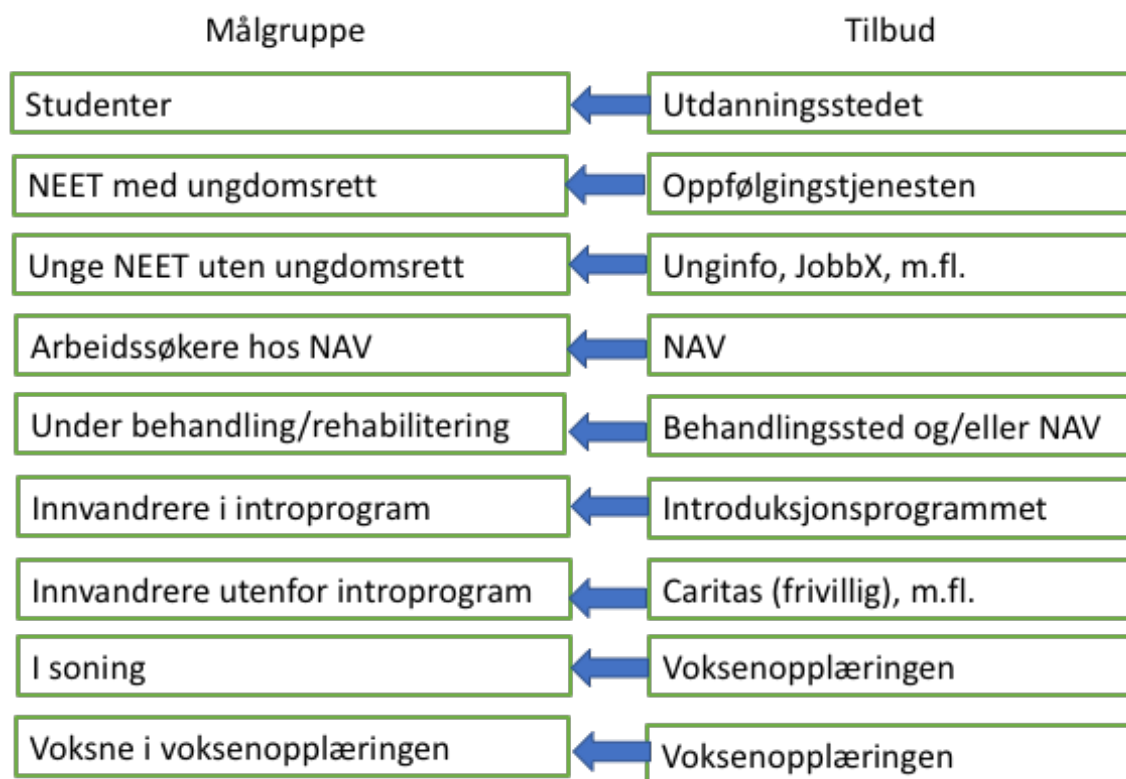 Målgruppe Tilbud
Studenter Utdanningsstedet
NEET med ungdomsrett Oppfølgingstjenesten
Unge NEET uten ungdomsrett Unginfo, JobbX, m.fl.
Arbeidssøkere hos NAV NAV
Under behandling/rehabilitering Behandlingssted og/eller NAV
Innvandrere i introprogram Introduksjonsprogrammet
Innvandrere utenfor introprogram Caritas (frivillig), m.fl.
I soning Voksenopplæringen
Voksne i voksenopplæringen Voksenopplæringen